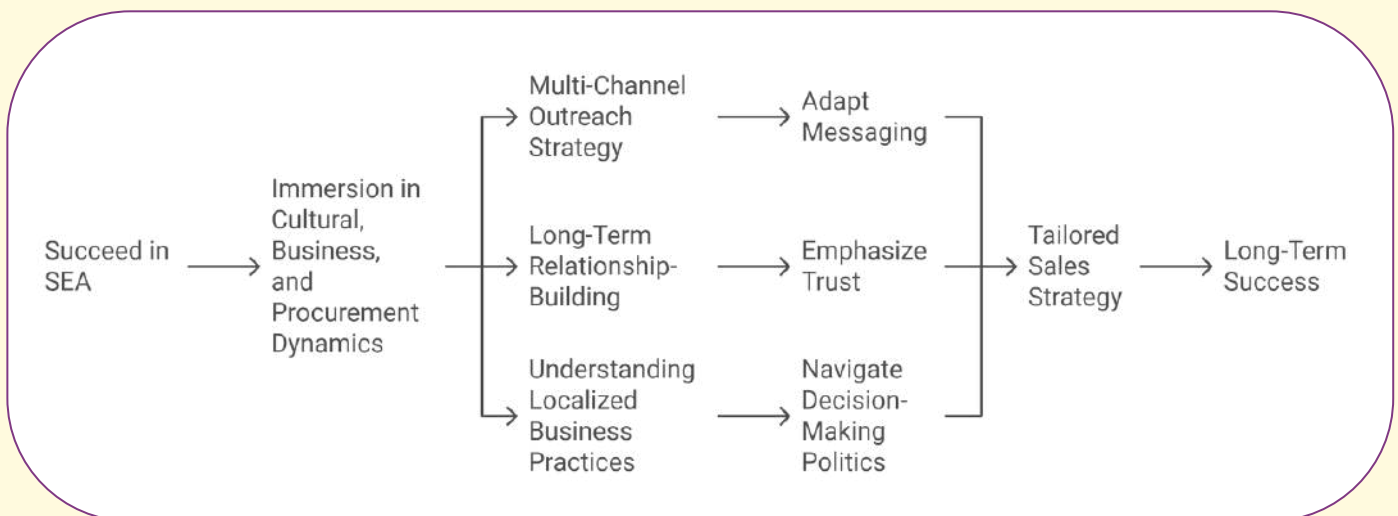 Succeed in
SEA
Immersion in
Cultural,
Business,
and
Procurement
Dynamics
Multi-Channel
Outreach
Strategy
Adapt
Messaging
Long-Term
Relationship-
Building
Emphasize
Trust
Understanding
Localized
Business
Practices
Navigate
Decision-
Making
Politics
Tailored
Sales
Strategy
Long-Term
Success